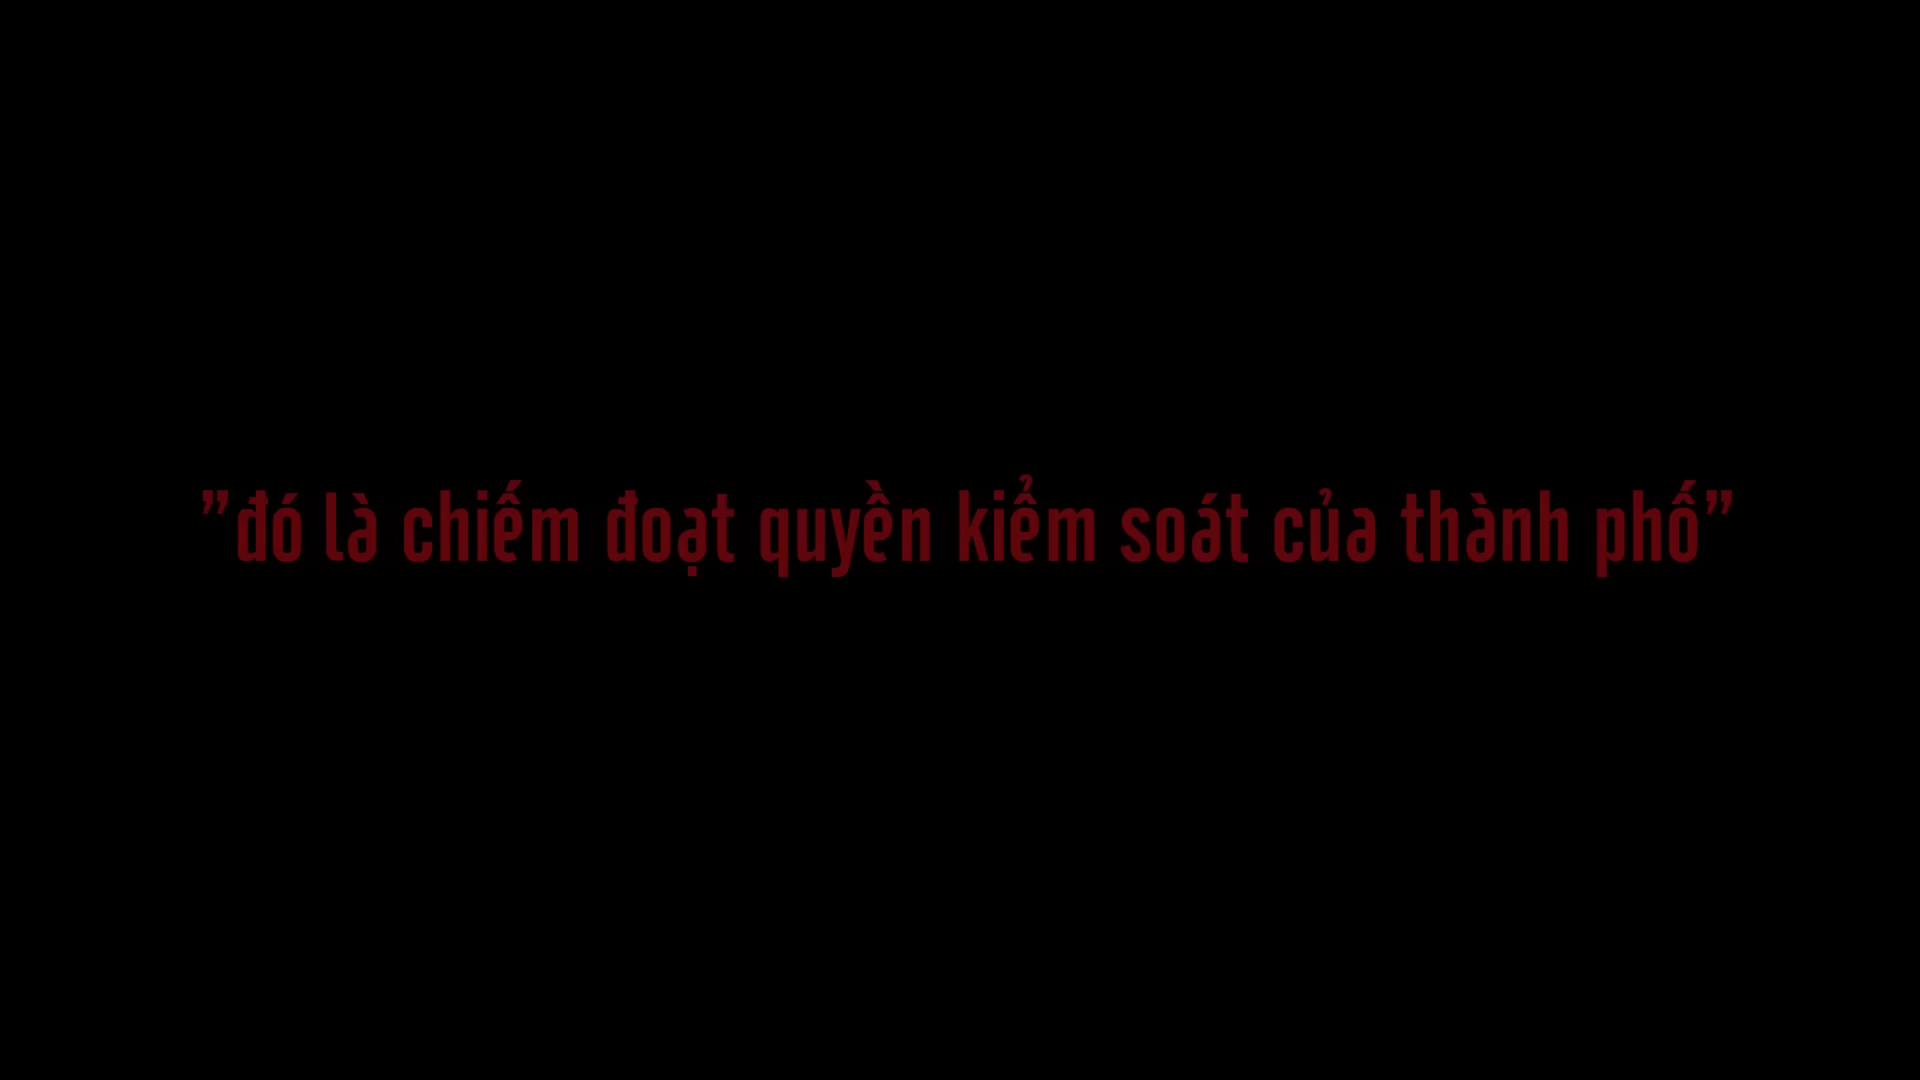 ”đó là chiếm đoạt quyền kiểm soát của thành phố”